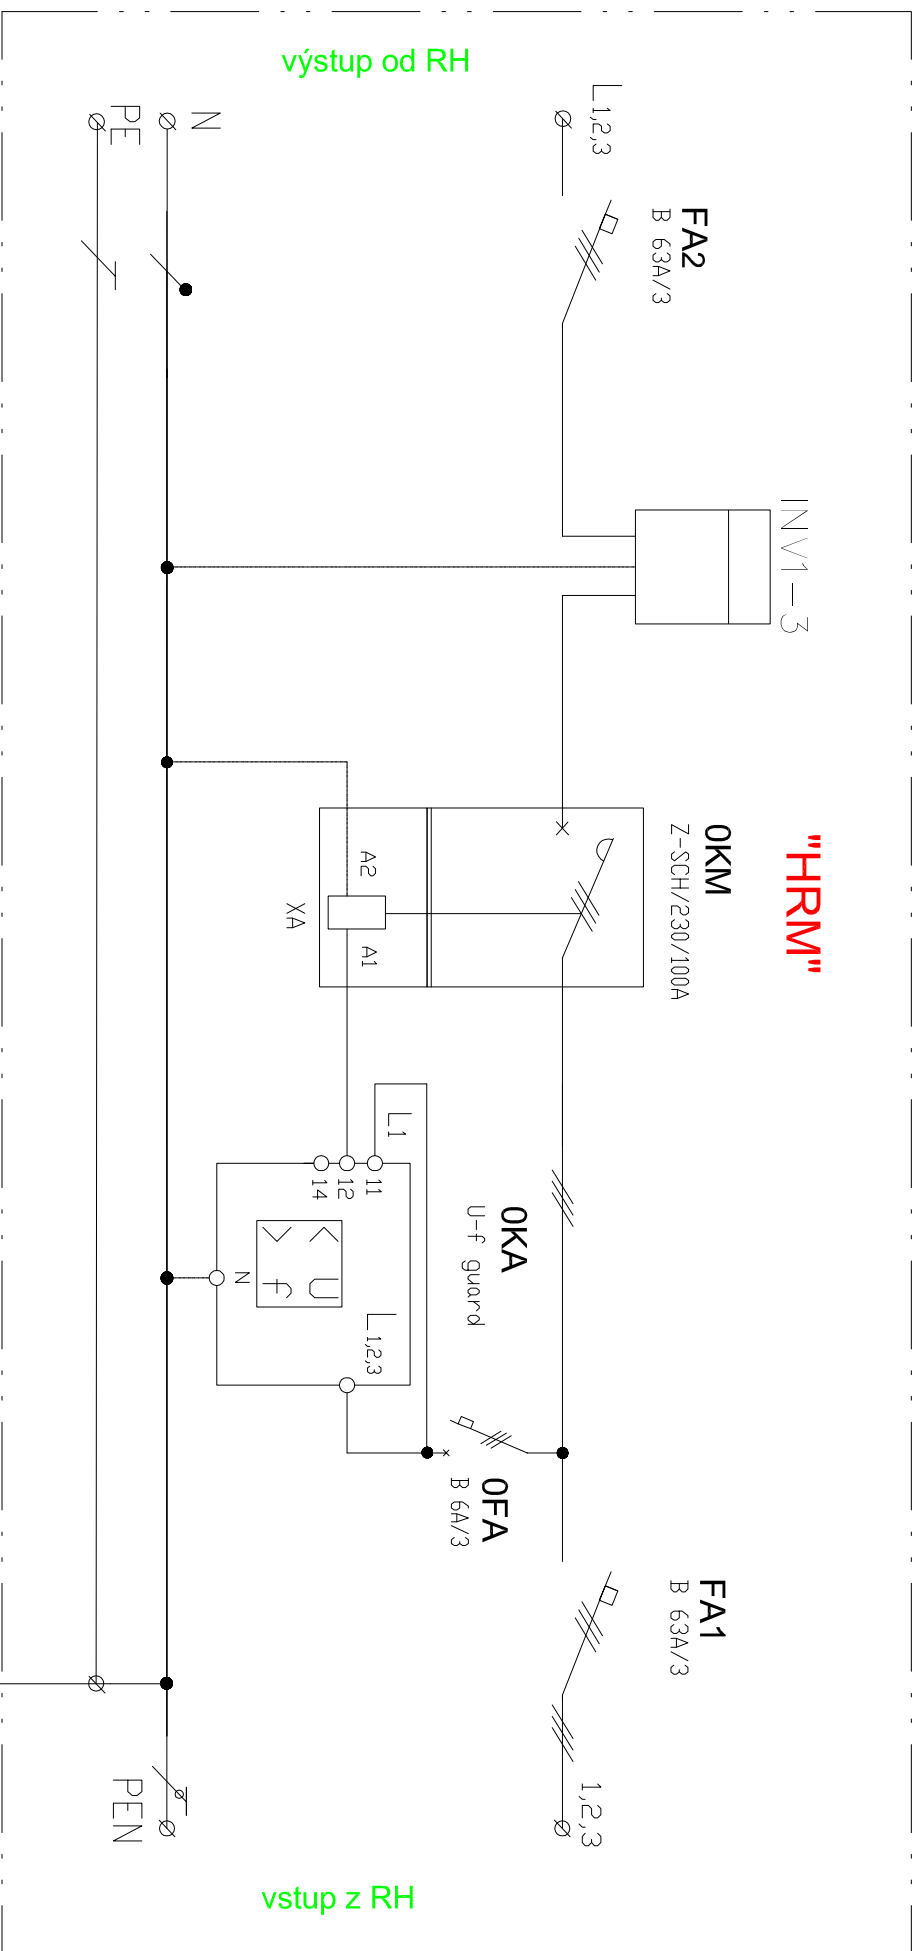 výstup od RH
L1,2,3
N
PE
FA2
B 63A/3
INV1-3
"HRM"
0KM
Z-SCH/230/100A
A2
A1
XA
0KA
U-f guard
L1
11
12
14
< U
> f
N
L1,2,3
0FA
B 6A/3
FA1
B 63A/3
1,2,3
PEN
vstup z RH